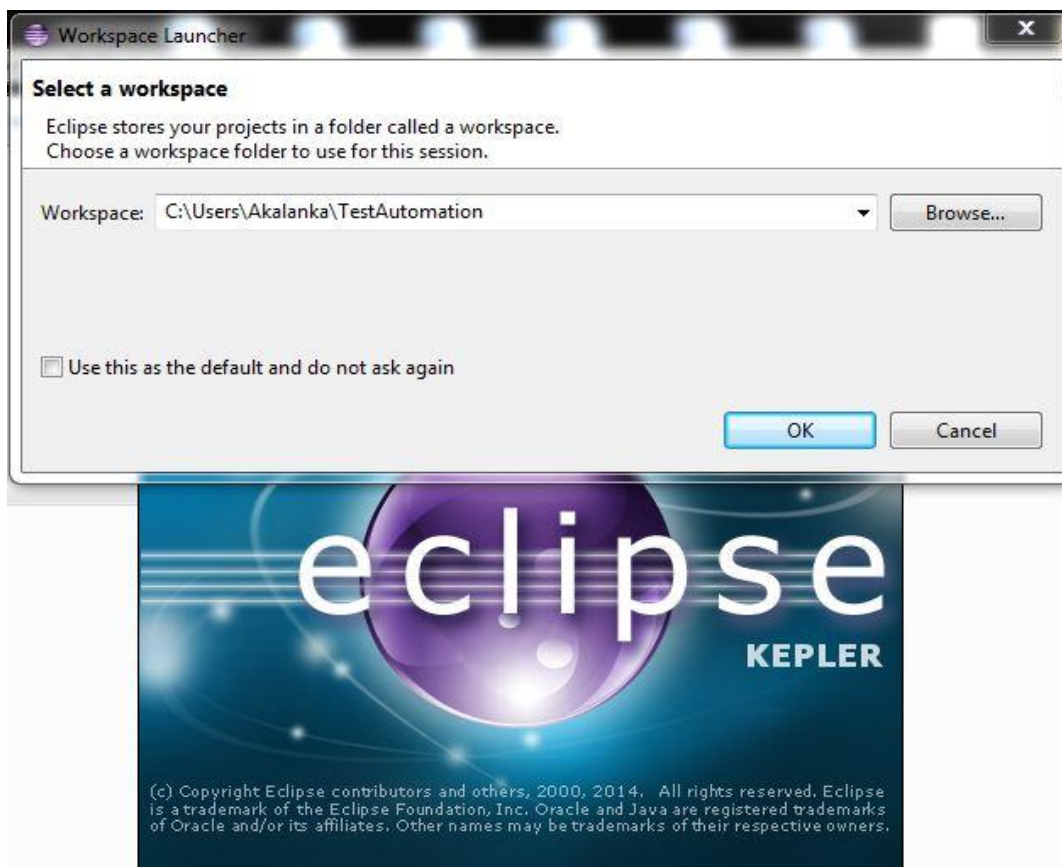 Workspace Launcher
Select a workspace
Eclipse stores your projects in a folder called a workspace.
Choose a workspace folder to use for this session.
Workspace: C:\Users\Akalanka\TestAutomation Browse...
Use this as the default and do not ask again
OK Cancel
eclipse
KEPLER
(c) Copyright Eclipse contributors and others, 2000, 2014. All rights reserved. Eclipse
is a trademark of the Eclipse Foundation, Inc. Oracle and Java are registered trademarks
of Oracle and/or its affiliates. Other names may be trademarks of their respective owners.